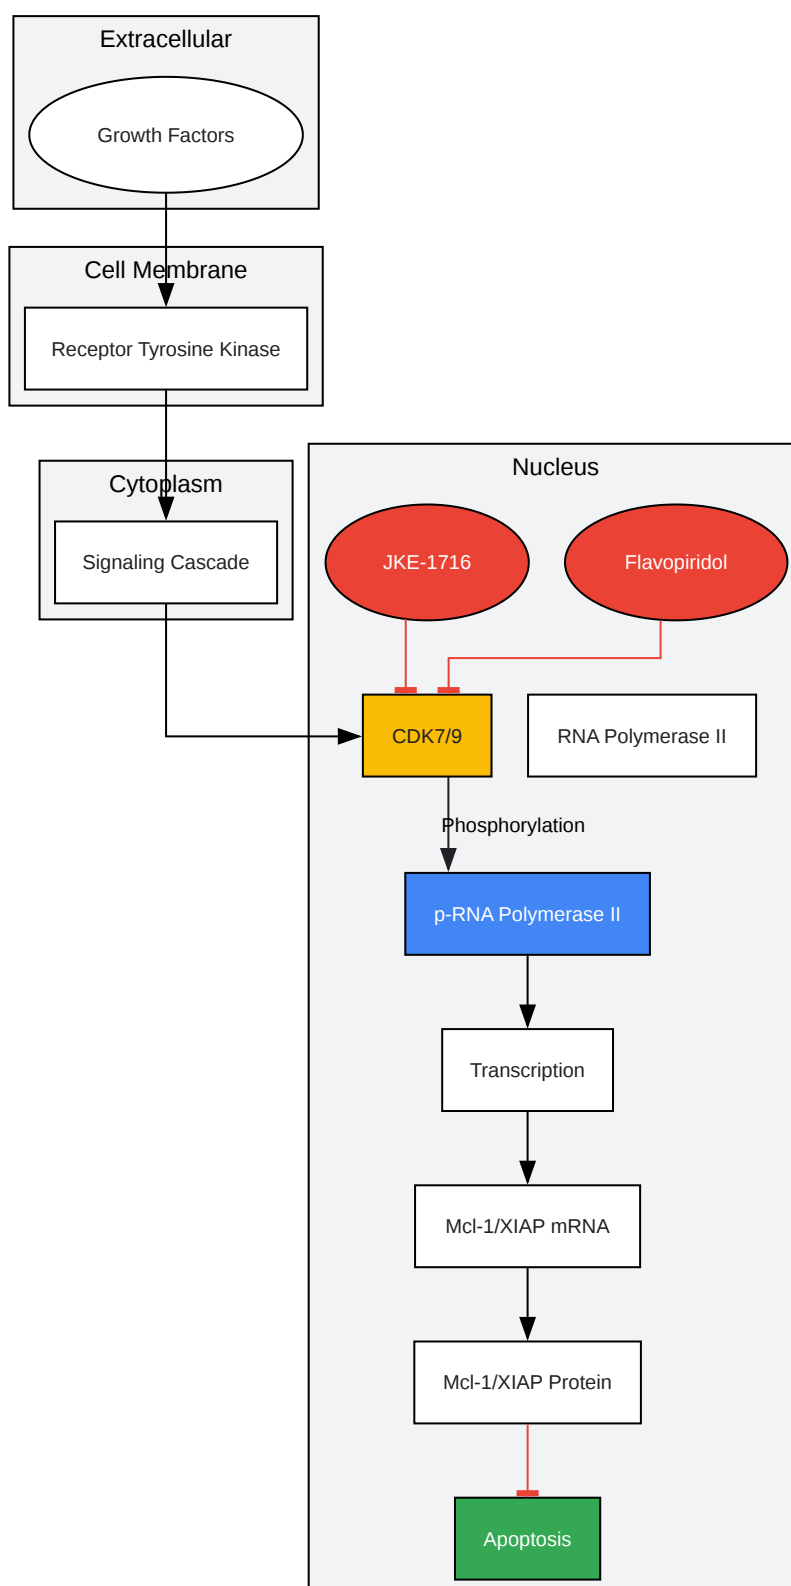 Extracellular
Growth Factors
Cell Membrane
Receptor Tyrosine Kinase
Cytoplasm
Signaling Cascade
Nucleus
JKE-1716
Flavopiridol
CDK7/9
RNA Polymerase II
Phosphorylation
p-RNA Polymerase II
Transcription
Mcl-1/XIAP mRNA
Mcl-1/XIAP Protein
Apoptosis